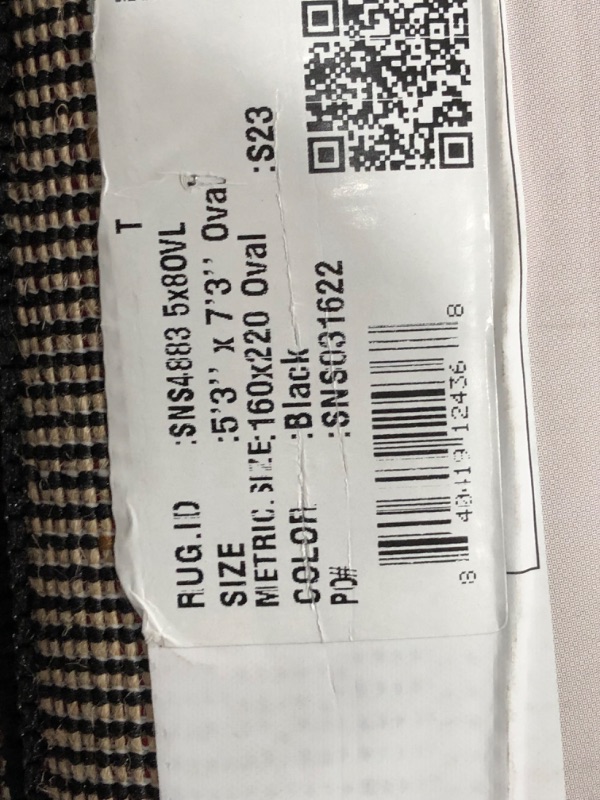 T
RUG.ID :SNS4883 5x8OVL
SIZE :5'3'' x 7'3'' Oval
METRIC. SIZE:160x220 Oval :S23
COLOR :Black
PO# :SNS031622
8 40419 12436 8